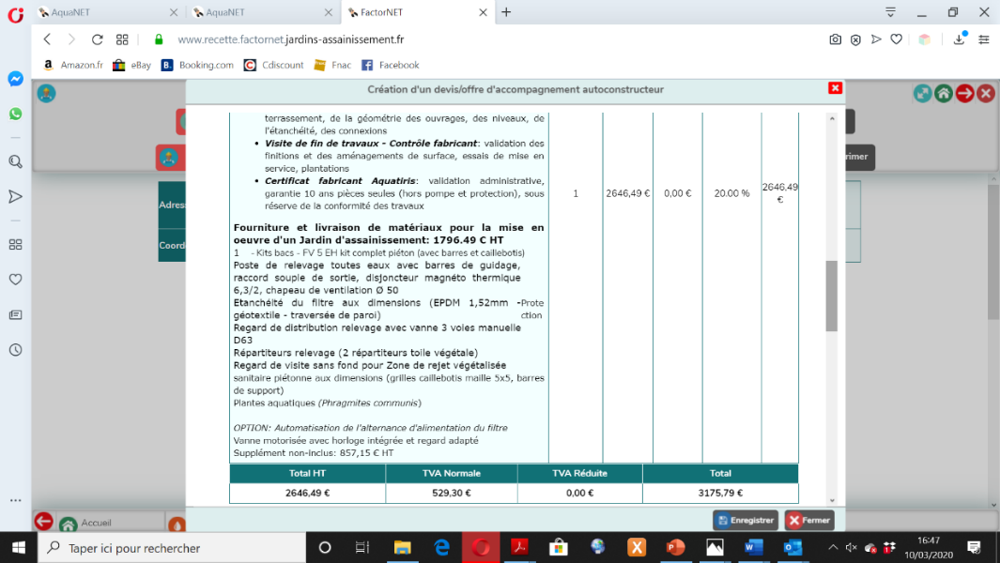 AquaNET
AquaNET
FactorNET
www.recette.factornet.jardins-assainissement.fr
Amazon.fr eBay Booking.com Cdiscount Fnac Facebook
Création d'un devis/offre d'accompagnement autoconstructeur
terrassement, de la géométrie des ouvrages, des niveaux, de
l'étanchéité, des connexions
• Visite de fin de travaux - Contrôle fabricant: validation des
finitions et des aménagements de surface, essais de mise en
service, plantations
• Certificat fabricant Aquatiris: validation administrative,
garantie 10 ans pièces seules (hors pompe et protection), sous
réserve de la conformité des travaux
1 2646,49 € 0,00 € 20.00 % 2646,49
€
Fourniture et livraison de matériaux pour la mise en
oeuvre d'un Jardin d'assainissement: 1796.49 € HT
1 - Kits bacs - FV 5 EH kit complet piéton (avec barres et caillebotis)
Poste de relevage toutes eaux avec barres de guidage,
raccord souple de sortie, disjoncteur magnéto thermique
6,3/2, chapeau de ventilation Ø 50
Etanchéité du filtre aux dimensions (EPDM 1,52mm -Prote
géotextile - traversée de paroi) ction
Regard de distribution relevage avec vanne 3 voies manuelle
D63
Répartiteurs relevage (2 répartiteurs toile végétale)
Regard de visite sans fond pour Zone de rejet végétalisée
sanitaire piétonne aux dimensions (grilles caillebotis maille 5x5, barres
de support)
Plantes aquatiques (Phragmites communis)
OPTION: Automatisation de l'alternance d'alimentation du filtre
Vanne motorisée avec horloge intégrée et regard adapté
Supplément non-inclus: 857,15 € HT
Total HT TVA Normale TVA Réduite Total
2646,49 € 529,30 € 0,00 € 3175,79 €
Enregistrer Fermer
rimer
Adres
Coord
Accueil
Taper ici pour rechercher
16:47
10/03/2020